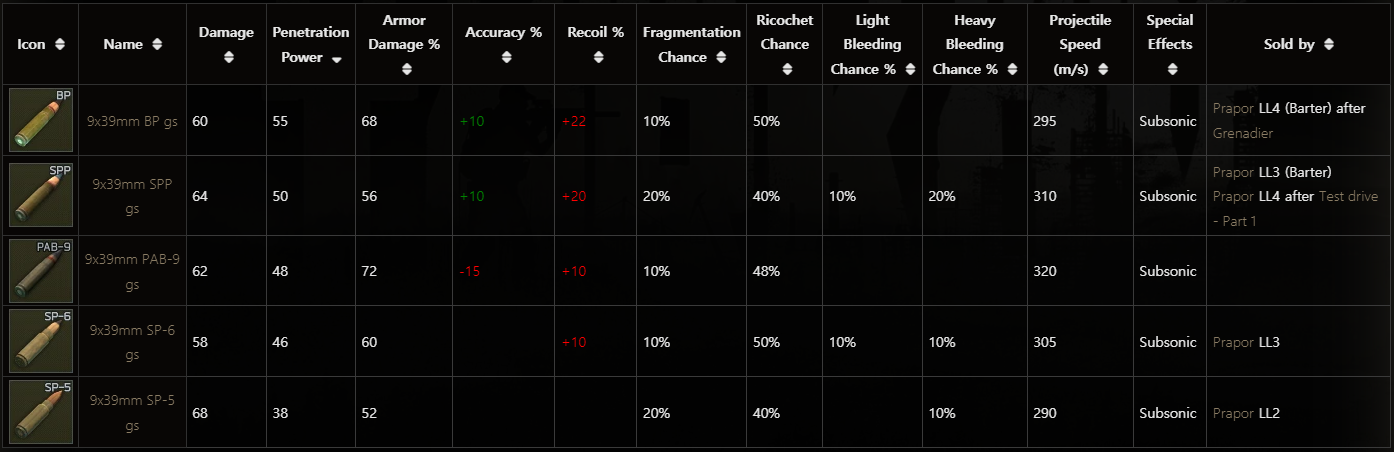 Icon Name Damage Penetration Power Armor Damage % Accuracy % Recoil % Fragmentation Chance Ricochet Chance Light Bleeding Chance % Heavy Bleeding Chance % Projectile Speed (m/s) Special Effects Sold by
BP 9x39mm BP gs 60 55 68 +10 +22 10% 50% 295 Subsonic Prapor LL4 (Barter) after
Grenadier
SPP 9x39mm SPP gs 64 50 56 +10 +20 20% 40% 10% 20% 310 Subsonic Prapor LL3 (Barter)
Prapor LL4 after Test drive
- Part 1
PAB-9 9x39mm PAB-9 gs 62 48 72 -15 +10 10% 48% 320 Subsonic
SP-6 9x39mm SP-6 gs 58 46 60 +10 10% 50% 10% 10% 305 Subsonic Prapor LL3
SP-5 9x39mm SP-5 gs 68 38 52 20% 40% 10% 290 Subsonic Prapor LL2